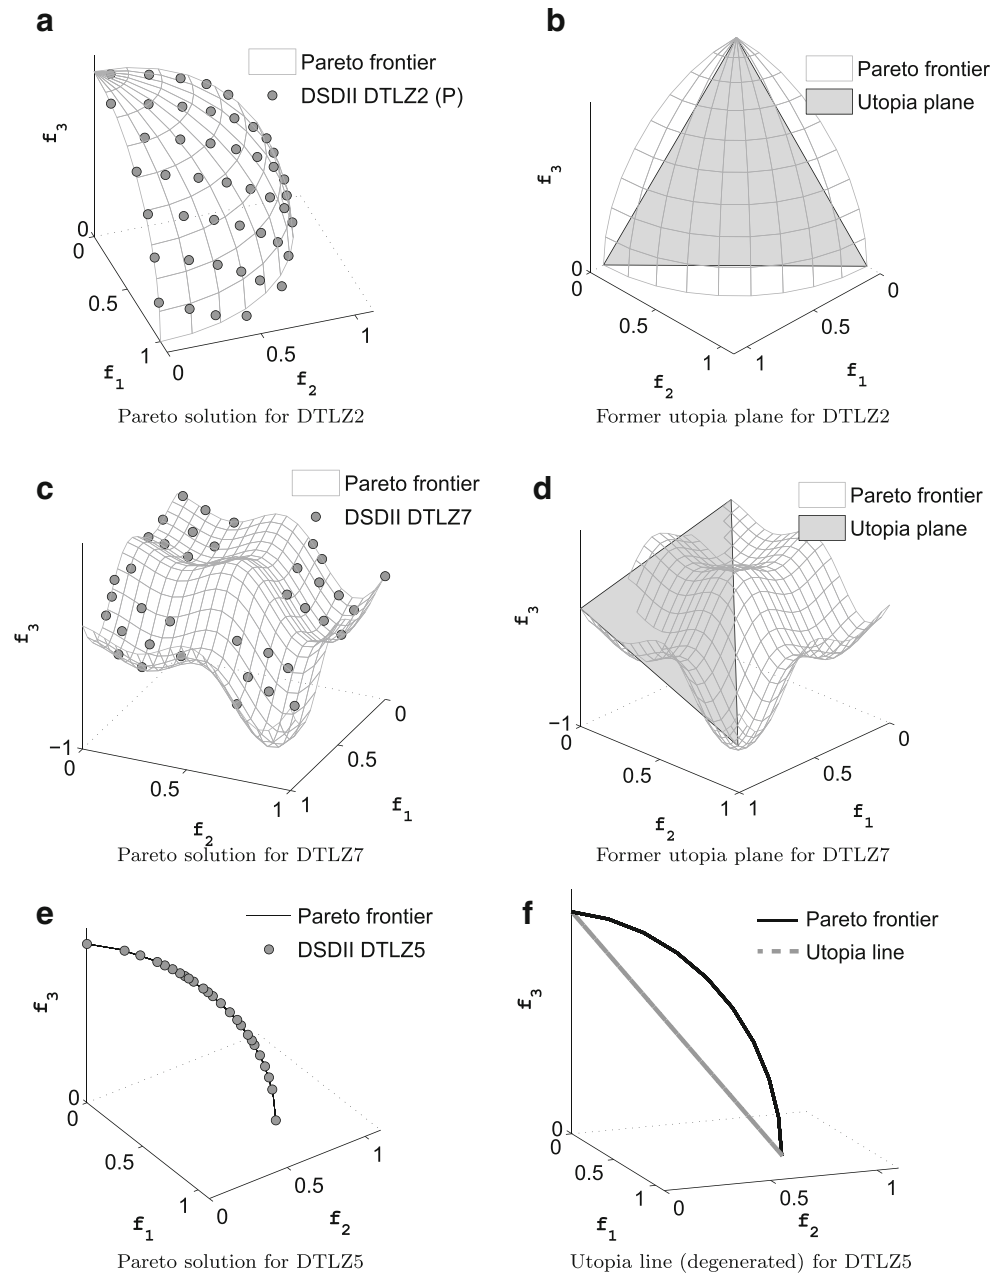 a
Pareto frontier
DSDII DTLZ2 (P)
f3
0
0
0.5
1
f1
0
0.5
1
f2
Pareto solution for DTLZ2
b
Pareto frontier
Utopia plane
f3
0
0
0.5
1
f2
0
0.5
1
f1
Former utopia plane for DTLZ2
c
Pareto frontier
DSDII DTLZ7
f3
−1
0
0.5
1
f2
0
0.5
1
f1
Pareto solution for DTLZ7
d
Pareto frontier
Utopia plane
f3
−1
0
0.5
1
f2
0
0.5
1
f1
Former utopia plane for DTLZ7
e
Pareto frontier
DSDII DTLZ5
f3
0
0
0.5
1
f1
0
0.5
1
f2
Pareto solution for DTLZ5
f
Pareto frontier
Utopia line
f3
0
0
0.5
1
f1
0
0.5
1
f2
Utopia line (degenerated) for DTLZ5